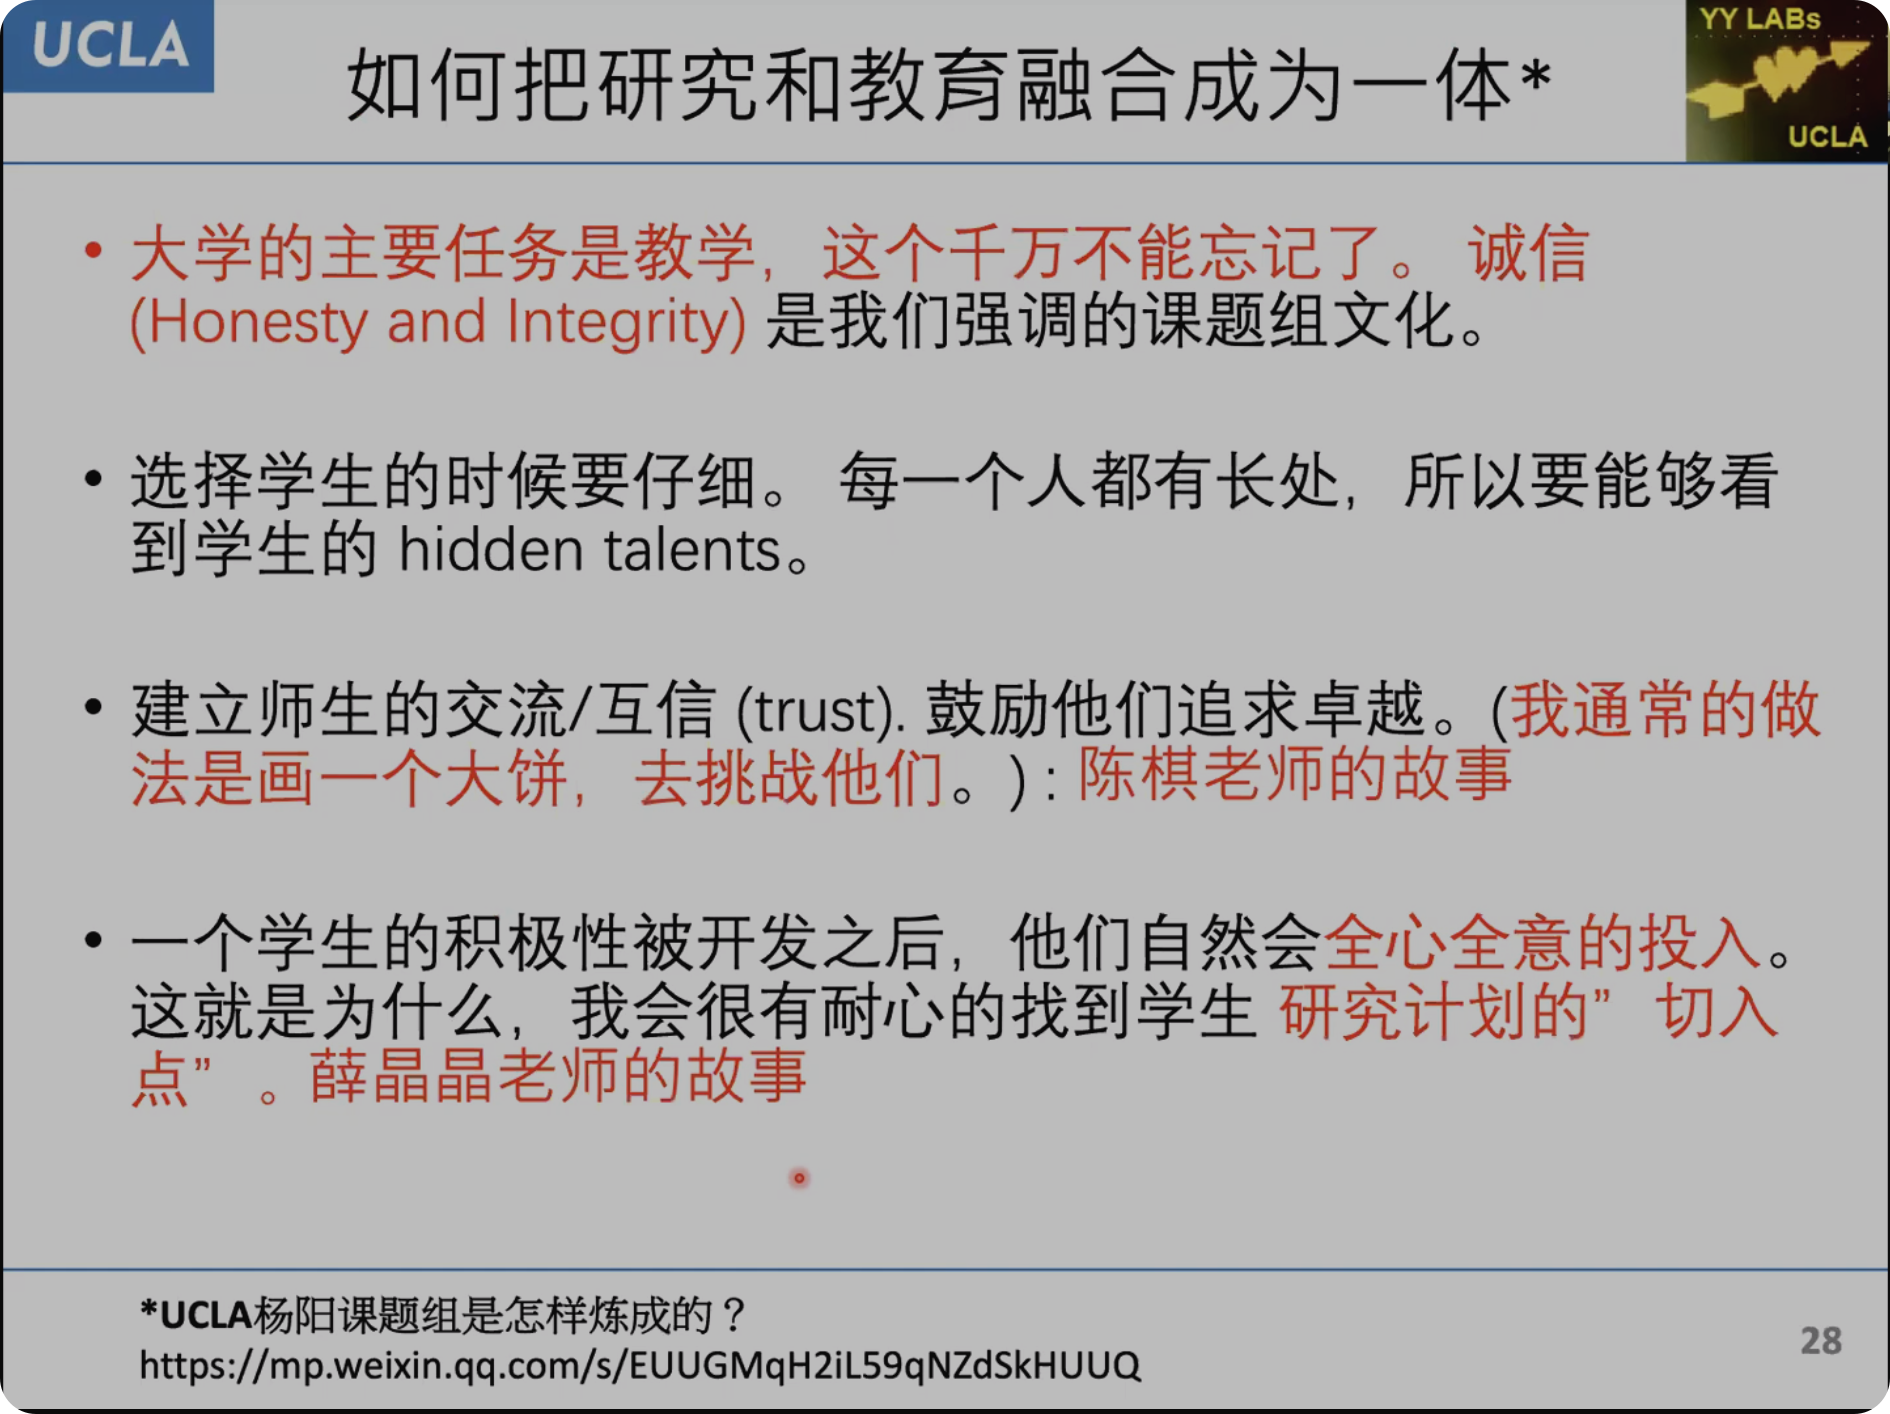 UCLA
如何把研究和教育融合成为一体*
YY LABs
UCLA
• 大学的主要任务是教学，这个千万不能忘记了。 诚信
(Honesty and Integrity) 是我们强调的课题组文化。
• 选择学生的时候要仔细。 每一个人都有长处，所以要能够看
到学生的 hidden talents。
• 建立师生的交流/互信 (trust). 鼓励他们追求卓越。(我通常的做
法是画一个大饼，去挑战他们。) : 陈棋老师的故事
• 一个学生的积极性被开发之后，他们自然会全心全意的投入。
这就是为什么，我会很有耐心的找到学生 研究计划的”切入
点” 。薛晶晶老师的故事
*UCLA杨阳课题组是怎样炼成的？
https://mp.weixin.qq.com/s/EUUGMqH2iL59qNZdSkHUUQ
28